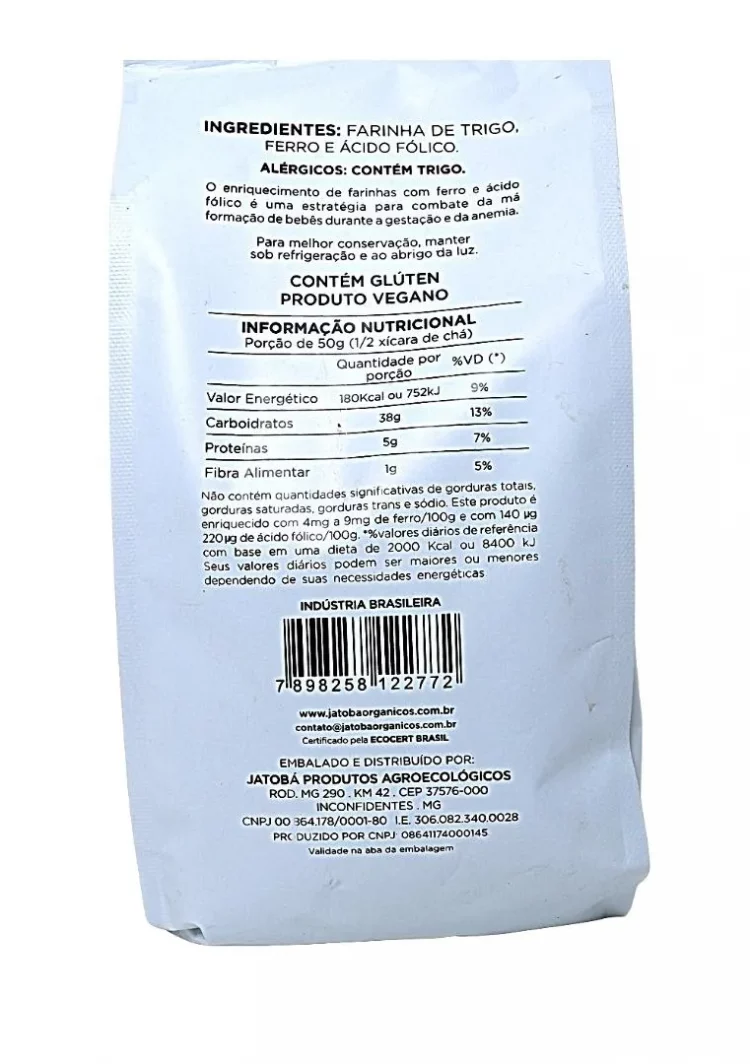 INGREDIENTES: FARINHA DE TRIGO,
FERRO E ÁCIDO FÓLICO.
ALÉRGICOS: CONTÉM TRIGO.
O enriquecimento de farinhas com ferro e ácido
fólico é uma estratégia para combate da má
formação de bebês durante a gestação e da anemia.
Para melhor conservação, manter
sob refrigeração e ao abrigo da luz.
CONTÉM GLÚTEN
PRODUTO VEGANO
INFORMAÇÃO NUTRICIONAL
Porção de 50g (1/2 xícara de chá)
Quantidade por porção %VD (*)
Valor Energético 180Kcal ou 752kJ 9%
Carboidratos 38g 13%
Proteínas 5g 7%
Fibra Alimentar 1g 5%
Não contém quantidades significativas de gorduras totais,
gorduras saturadas, gorduras trans e sódio. Este produto é
enriquecido com 4mg a 9mg de ferro/100g e com 140 µg
220 µg de ácido fólico/100g. *%valores diários de referência
com base em uma dieta de 2000 Kcal ou 8400 kJ
Seus valores diários podem ser maiores ou menores
dependendo de suas necessidades energéticas
INDÚSTRIA BRASILEIRA
7 898258 122772
www.jatobaorganicos.com.br
contato@jatobaorganicos.com.br
Certificado pela ECOCERT BRASIL
EMBALADO E DISTRIBUÍDO POR:
JATOBÁ PRODUTOS AGROECOLÓGICOS
ROD. MG 290 . KM 42 . CEP 37576-000
INCONFIDENTES . MG
CNPJ 00 364.178/0001-80 I.E. 306.082.340.0028
PRODUZIDO POR CNPJ 08641174000145
Validade na aba da embalagem